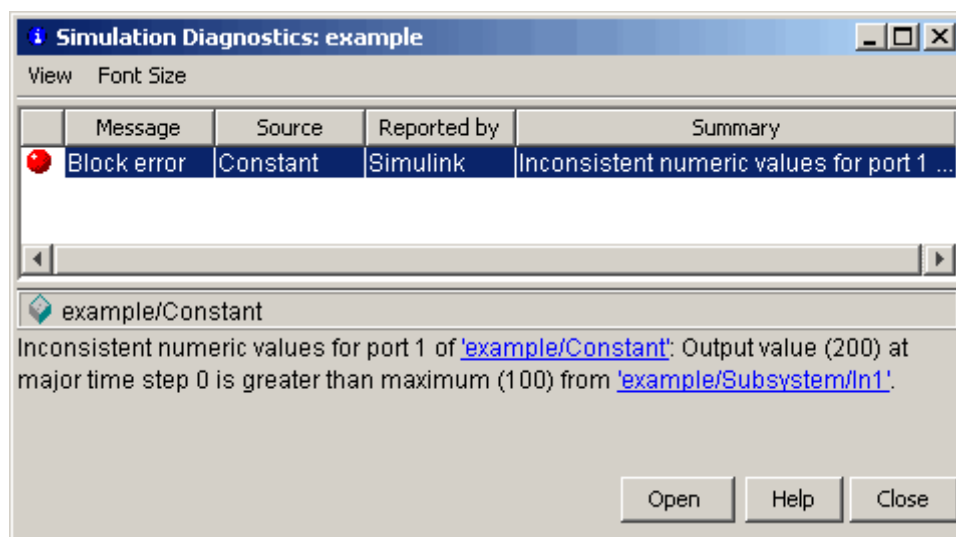 Simulation Diagnostics: example
View Font Size
Message Source Reported by Summary
Block error Constant Simulink Inconsistent numeric values for port 1 ...
example/Constant
Inconsistent numeric values for port 1 of 'example/Constant': Output value (200) at
major time step 0 is greater than maximum (100) from 'example/Subsystem/In1'.
Open Help Close